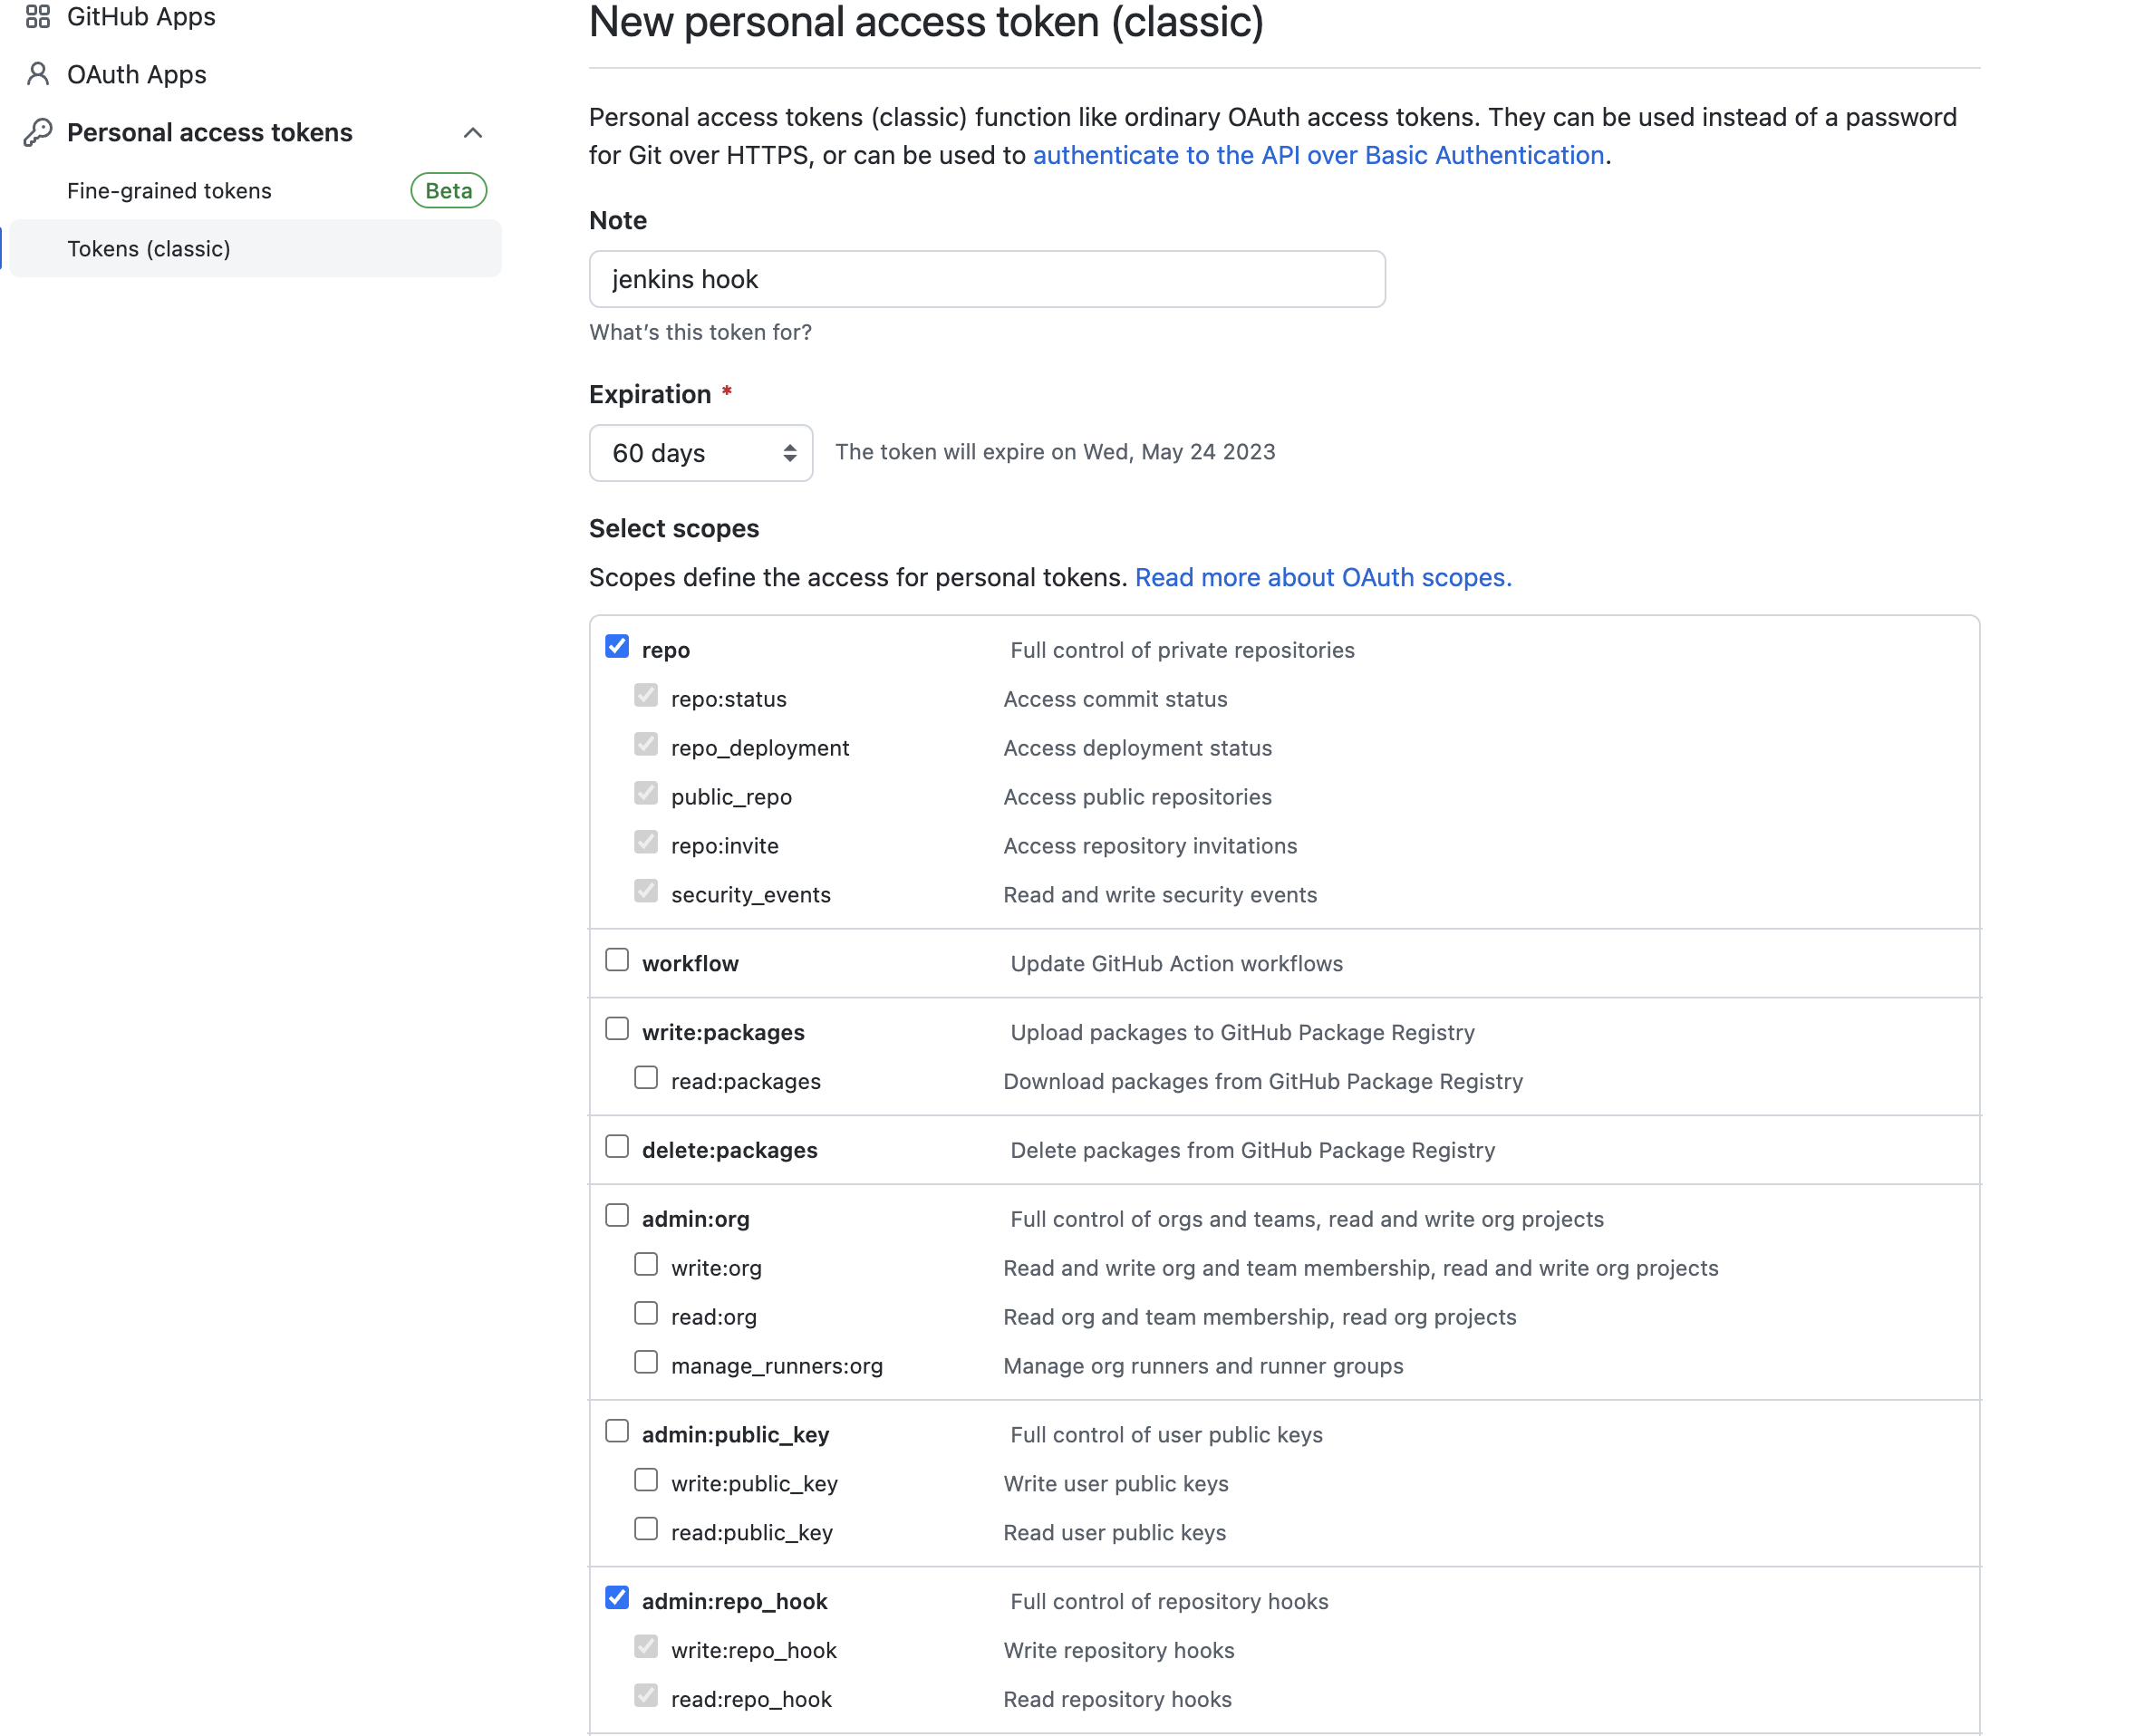 GitHub Apps
OAuth Apps
Personal access tokens
Fine-grained tokens Beta
Tokens (classic)
New personal access token (classic)
Personal access tokens (classic) function like ordinary OAuth access tokens. They can be used instead of a password
for Git over HTTPS, or can be used to authenticate to the API over Basic Authentication.
Note
jenkins hook
What's this token for?
Expiration *
60 days The token will expire on Wed, May 24 2023
Select scopes
Scopes define the access for personal tokens. Read more about OAuth scopes.
repo Full control of private repositories
repo:status Access commit status
repo_deployment Access deployment status
public_repo Access public repositories
repo:invite Access repository invitations
security_events Read and write security events
workflow Update GitHub Action workflows
write:packages Upload packages to GitHub Package Registry
read:packages Download packages from GitHub Package Registry
delete:packages Delete packages from GitHub Package Registry
admin:org Full control of orgs and teams, read and write org projects
write:org Read and write org and team membership, read and write org projects
read:org Read org and team membership, read org projects
manage_runners:org Manage org runners and runner groups
admin:public_key Full control of user public keys
write:public_key Write user public keys
read:public_key Read user public keys
admin:repo_hook Full control of repository hooks
write:repo_hook Write repository hooks
read:repo_hook Read repository hooks